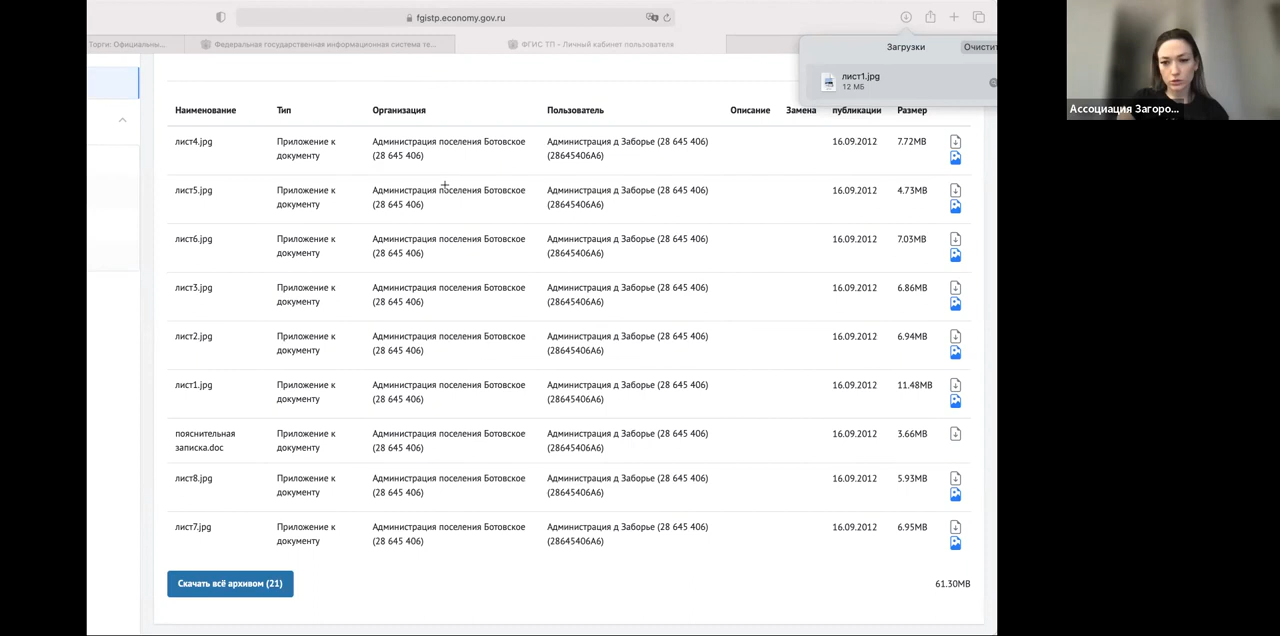 fgistp.economy.gov.ru
Торги: Официальны...
Федеральная государственная информационная система те...
ФГИС ТП - Личный кабинет пользователя
Загрузки
Очистит
лист1.jpg
12 МБ
Ассоциация Загоро...
Наименование Тип Организация Пользователь Описание Замена публикации Размер
лист4.jpg Приложение к Администрация поселения Ботовское Администрация д Заборье (28 645 406) 16.09.2012 7.72MB
документу (28 645 406) (28645406A6)
лист5.jpg Приложение к Администрация поселения Ботовское Администрация д Заборье (28 645 406) 16.09.2012 4.73MB
документу (28 645 406) (28645406A6)
лист6.jpg Приложение к Администрация поселения Ботовское Администрация д Заборье (28 645 406) 16.09.2012 7.03MB
документу (28 645 406) (28645406A6)
лист3.jpg Приложение к Администрация поселения Ботовское Администрация д Заборье (28 645 406) 16.09.2012 6.86MB
документу (28 645 406) (28645406A6)
лист2.jpg Приложение к Администрация поселения Ботовское Администрация д Заборье (28 645 406) 16.09.2012 6.94MB
документу (28 645 406) (28645406A6)
лист1.jpg Приложение к Администрация поселения Ботовское Администрация д Заборье (28 645 406) 16.09.2012 11.48MB
документу (28 645 406) (28645406A6)
пояснительная Приложение к Администрация поселения Ботовское Администрация д Заборье (28 645 406) 16.09.2012 3.66MB
записка.doc документу (28 645 406) (28645406A6)
лист8.jpg Приложение к Администрация поселения Ботовское Администрация д Заборье (28 645 406) 16.09.2012 5.93MB
документу (28 645 406) (28645406A6)
лист7.jpg Приложение к Администрация поселения Ботовское Администрация д Заборье (28 645 406) 16.09.2012 6.95MB
документу (28 645 406) (28645406A6)
Скачать всё архивом (21) 61.30MB